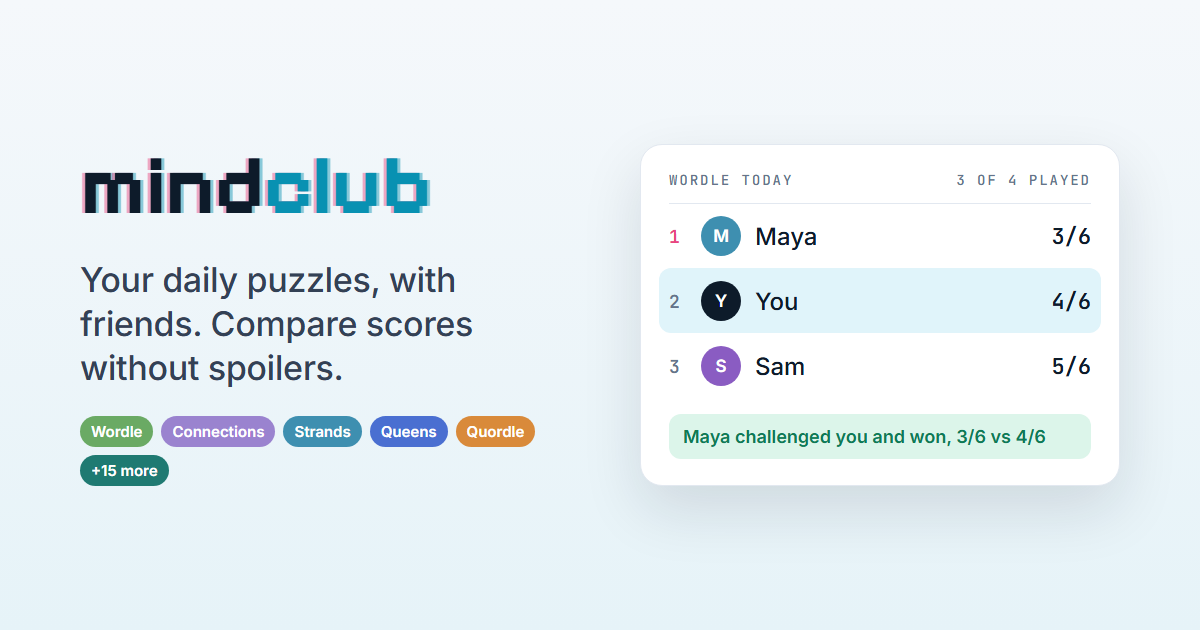 mindclub
Your daily puzzles, with
friends. Compare scores
without spoilers.
Wordle Connections Strands Queens Quordle
+15 more
WORDLE TODAY 3 OF 4 PLAYED
1 M Maya 3/6
2 Y You 4/6
3 S Sam 5/6
Maya challenged you and won, 3/6 vs 4/6